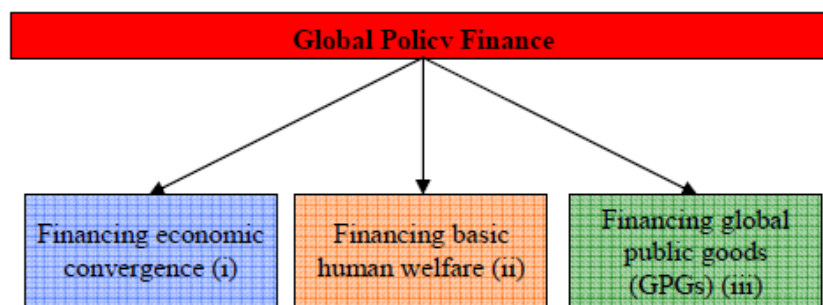 Global Policy Finance
Financing economic
convergence (i)
Financing basic
human welfare (ii)
Financing global
public goods
(GPGs) (iii)